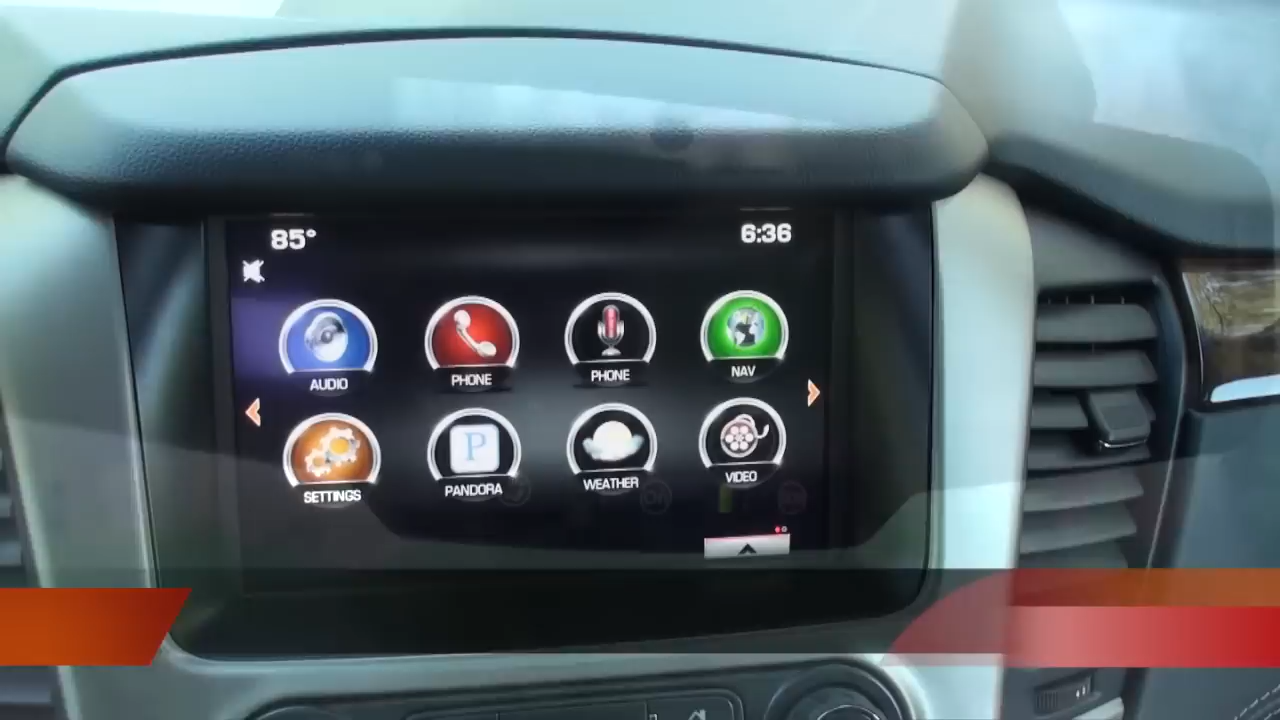 85° 6:36
AUDIO PHONE PHONE NAV
SETTINGS PANDORA WEATHER VIDEO
P